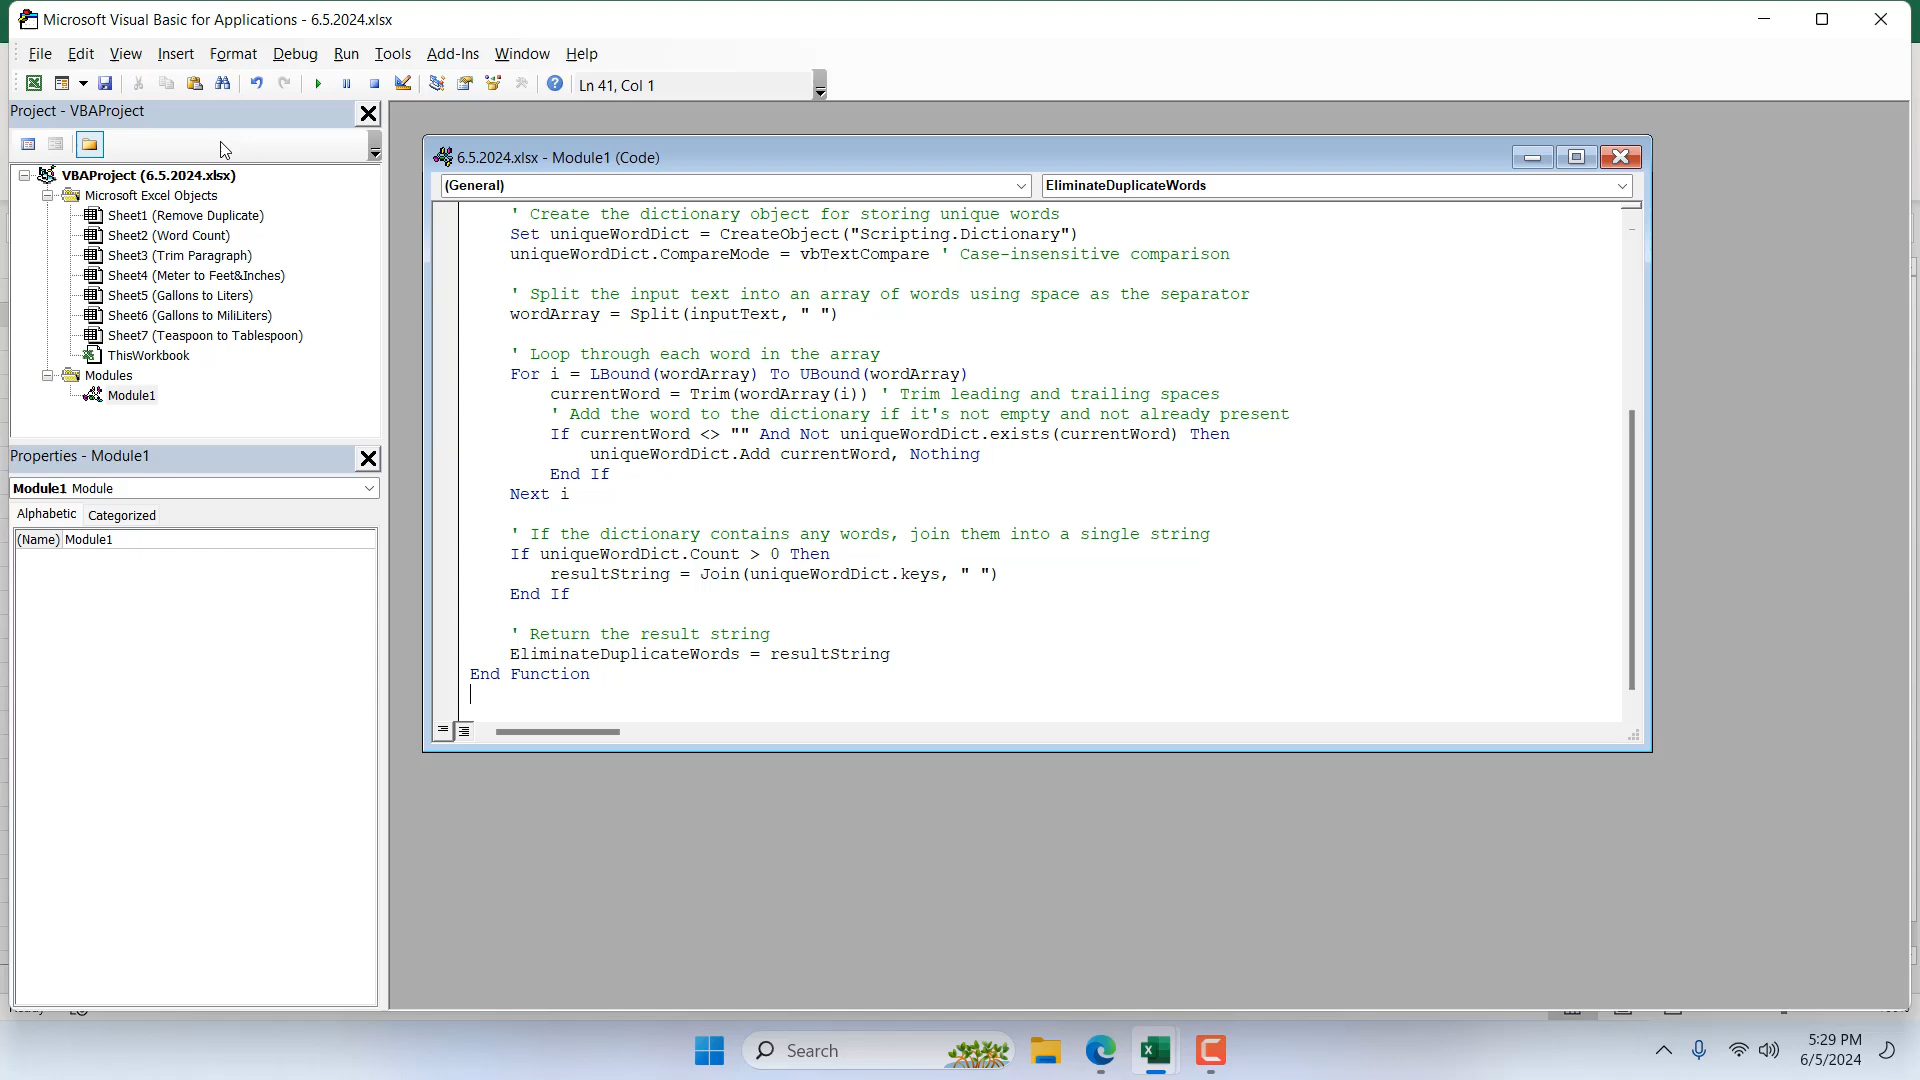 Microsoft Visual Basic for Applications - 6.5.2024.xlsx
File Edit View Insert Format Debug Run Tools Add-Ins Window Help
Ln 41, Col 1
Project - VBAProject
VBAProject (6.5.2024.xlsx)
Microsoft Excel Objects
Sheet1 (Remove Duplicate)
Sheet2 (Word Count)
Sheet3 (Trim Paragraph)
Sheet4 (Meter to Feet&Inches)
Sheet5 (Gallons to Liters)
Sheet6 (Gallons to MiliLiters)
Sheet7 (Teaspoon to Tablespoon)
ThisWorkbook
Modules
Module1
Properties - Module1
Module1 Module
Alphabetic Categorized
(Name) Module1
6.5.2024.xlsx - Module1 (Code)
(General) EliminateDuplicateWords
' Create the dictionary object for storing unique words
Set uniqueWordDict = CreateObject("Scripting.Dictionary")
uniqueWordDict.CompareMode = vbTextCompare ' Case-insensitive comparison
' Split the input text into an array of words using space as the separator
wordArray = Split(inputText, " ")
' Loop through each word in the array
For i = LBound(wordArray) To UBound(wordArray)
currentWord = Trim(wordArray(i)) ' Trim leading and trailing spaces
' Add the word to the dictionary if it's not empty and not already present
If currentWord <> "" And Not uniqueWordDict.exists(currentWord) Then
uniqueWordDict.Add currentWord, Nothing
End If
Next i
' If the dictionary contains any words, join them into a single string
If uniqueWordDict.Count > 0 Then
resultString = Join(uniqueWordDict.keys, " ")
End If
' Return the result string
EliminateDuplicateWords = resultString
End Function
Search
5:29 PM
6/5/2024